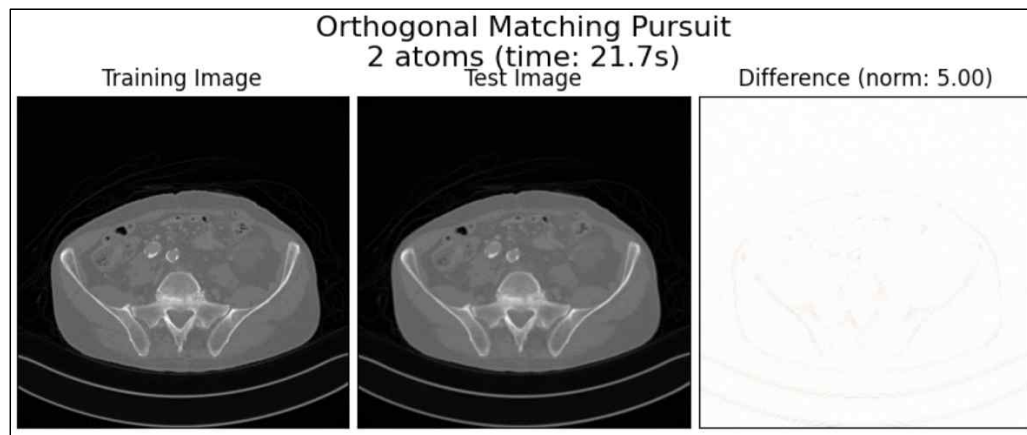 Orthogonal Matching Pursuit
2 atoms (time: 21.7s)
Training Image
Test Image
Difference (norm: 5.00)